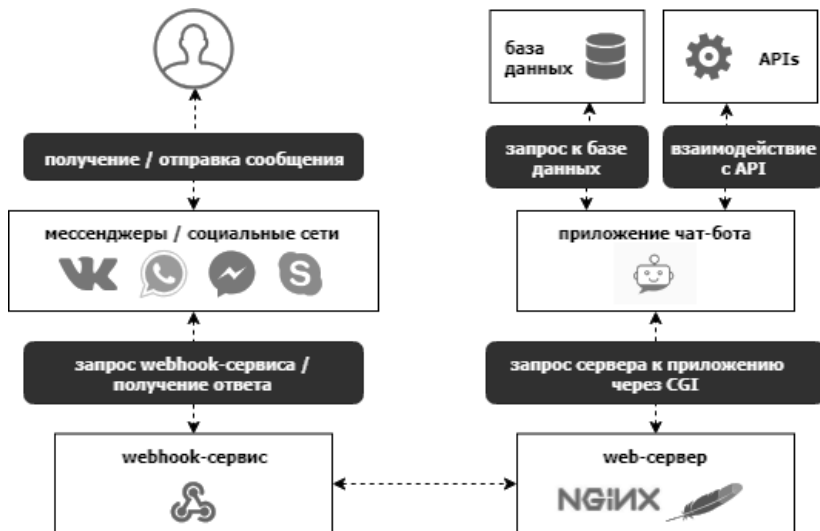 база
данных
APIs
получение / отправка сообщения
запрос к базе
данных
взаимодействие
с API
мессенджеры / социальные сети
приложение чат-бота
запрос webhook-сервиса /
получение ответа
запрос сервера к приложению
через CGI
webhook-сервис
web-сервер
NGiNX